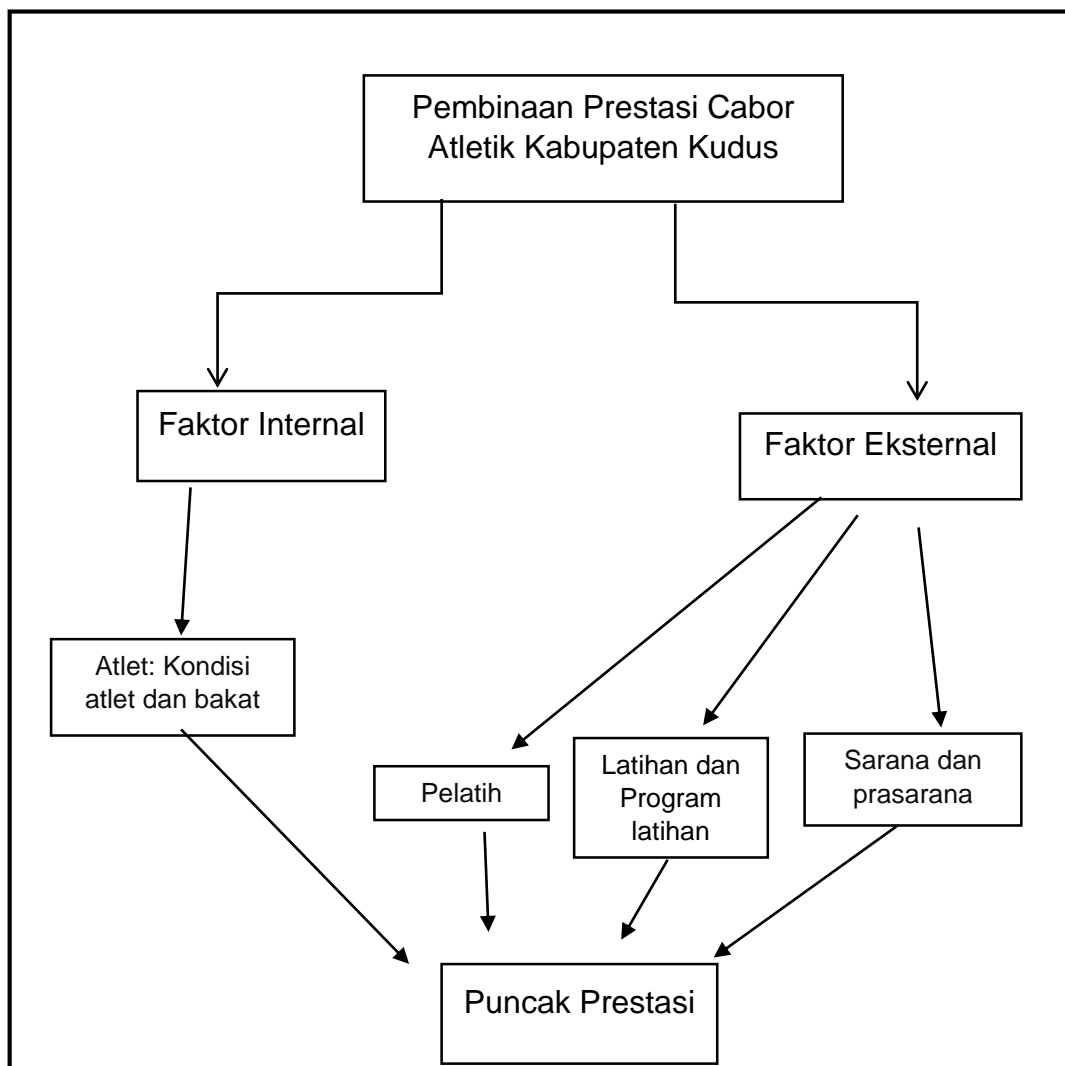 Pembinaan Prestasi Cabor
Atletik Kabupaten Kudus
Faktor Internal
Faktor Eksternal
Atlet: Kondisi
atlet dan bakat
Pelatih
Latihan dan
Program
latihan
Sarana dan
prasarana
Puncak Prestasi